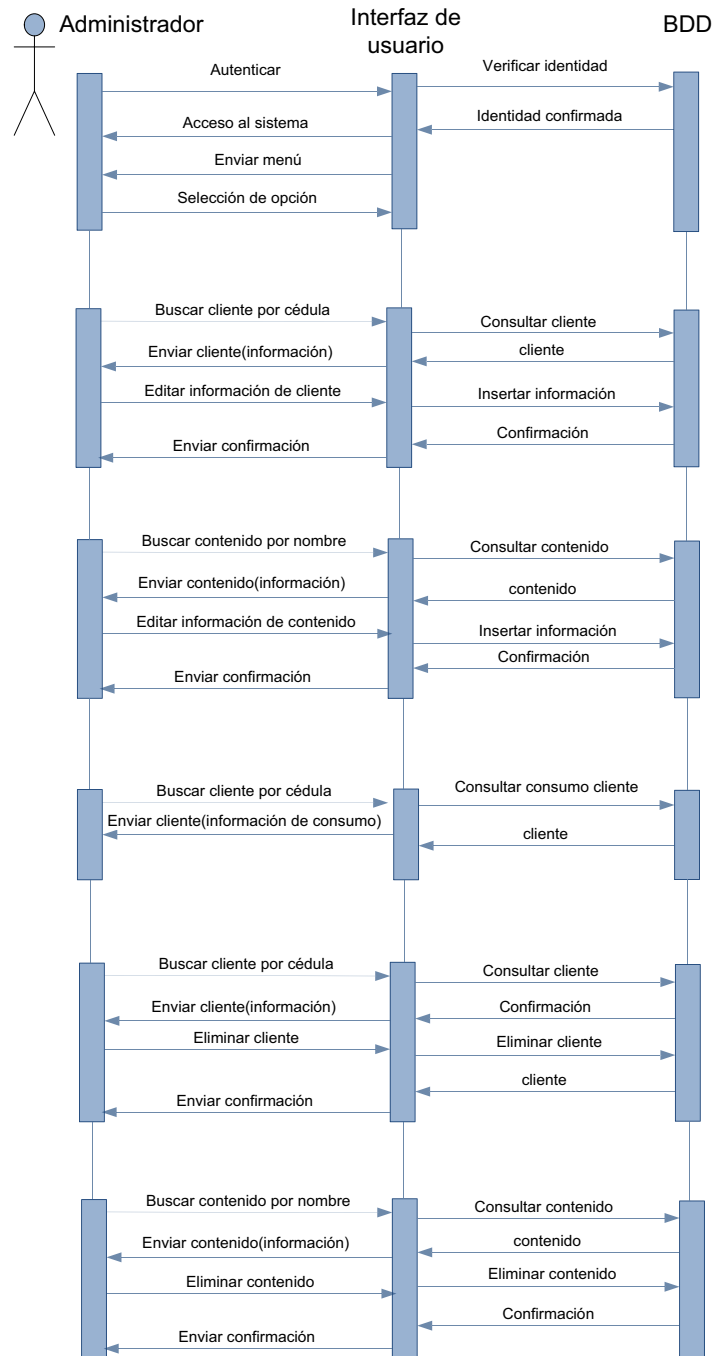 Administrador
Interfaz de
usuario
BDD
Autenticar
Verificar identidad
Acceso al sistema
Identidad confirmada
Enviar menú
Selección de opción
Buscar cliente por cédula
Consultar cliente
Enviar cliente(información)
cliente
Editar información de cliente
Insertar información
Enviar confirmación
Confirmación
Buscar contenido por nombre
Consultar contenido
Enviar contenido(información)
contenido
Editar información de contenido
Insertar información
Confirmación
Enviar confirmación
Buscar cliente por cédula
Consultar consumo cliente
Enviar cliente(información de consumo)
cliente
Buscar cliente por cédula
Consultar cliente
Enviar cliente(información)
Confirmación
Eliminar cliente
Eliminar cliente
cliente
Enviar confirmación
Buscar contenido por nombre
Consultar contenido
Enviar contenido(información)
contenido
Eliminar contenido
Eliminar contenido
Confirmación
Enviar confirmación